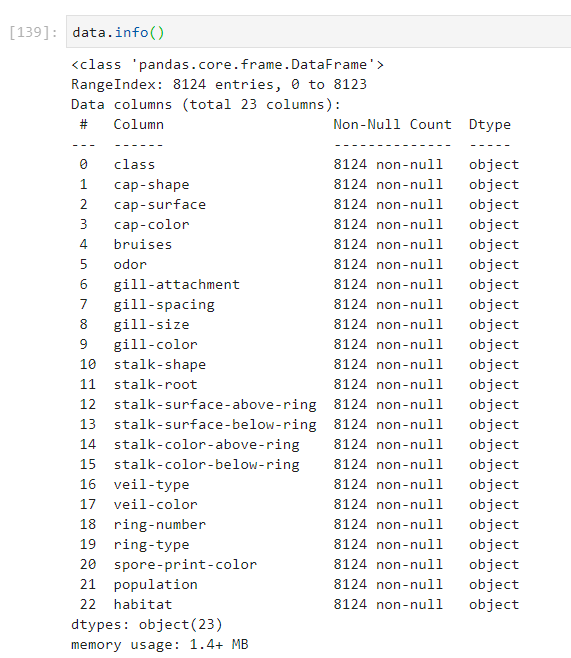 [139]: data.info()
<class 'pandas.core.frame.DataFrame'>
RangeIndex: 8124 entries, 0 to 8123
Data columns (total 23 columns):
 #   Column                    Non-Null Count  Dtype
---  ------                    --------------  -----
 0   class                     8124 non-null   object
 1   cap-shape                 8124 non-null   object
 2   cap-surface               8124 non-null   object
 3   cap-color                 8124 non-null   object
 4   bruises                   8124 non-null   object
 5   odor                      8124 non-null   object
 6   gill-attachment           8124 non-null   object
 7   gill-spacing              8124 non-null   object
 8   gill-size                 8124 non-null   object
 9   gill-color                8124 non-null   object
 10  stalk-shape               8124 non-null   object
 11  stalk-root                8124 non-null   object
 12  stalk-surface-above-ring  8124 non-null   object
 13  stalk-surface-below-ring  8124 non-null   object
 14  stalk-color-above-ring    8124 non-null   object
 15  stalk-color-below-ring    8124 non-null   object
 16  veil-type                 8124 non-null   object
 17  veil-color                8124 non-null   object
 18  ring-number               8124 non-null   object
 19  ring-type                 8124 non-null   object
 20  spore-print-color         8124 non-null   object
 21  population                8124 non-null   object
 22  habitat                   8124 non-null   object
dtypes: object(23)
memory usage: 1.4+ MB